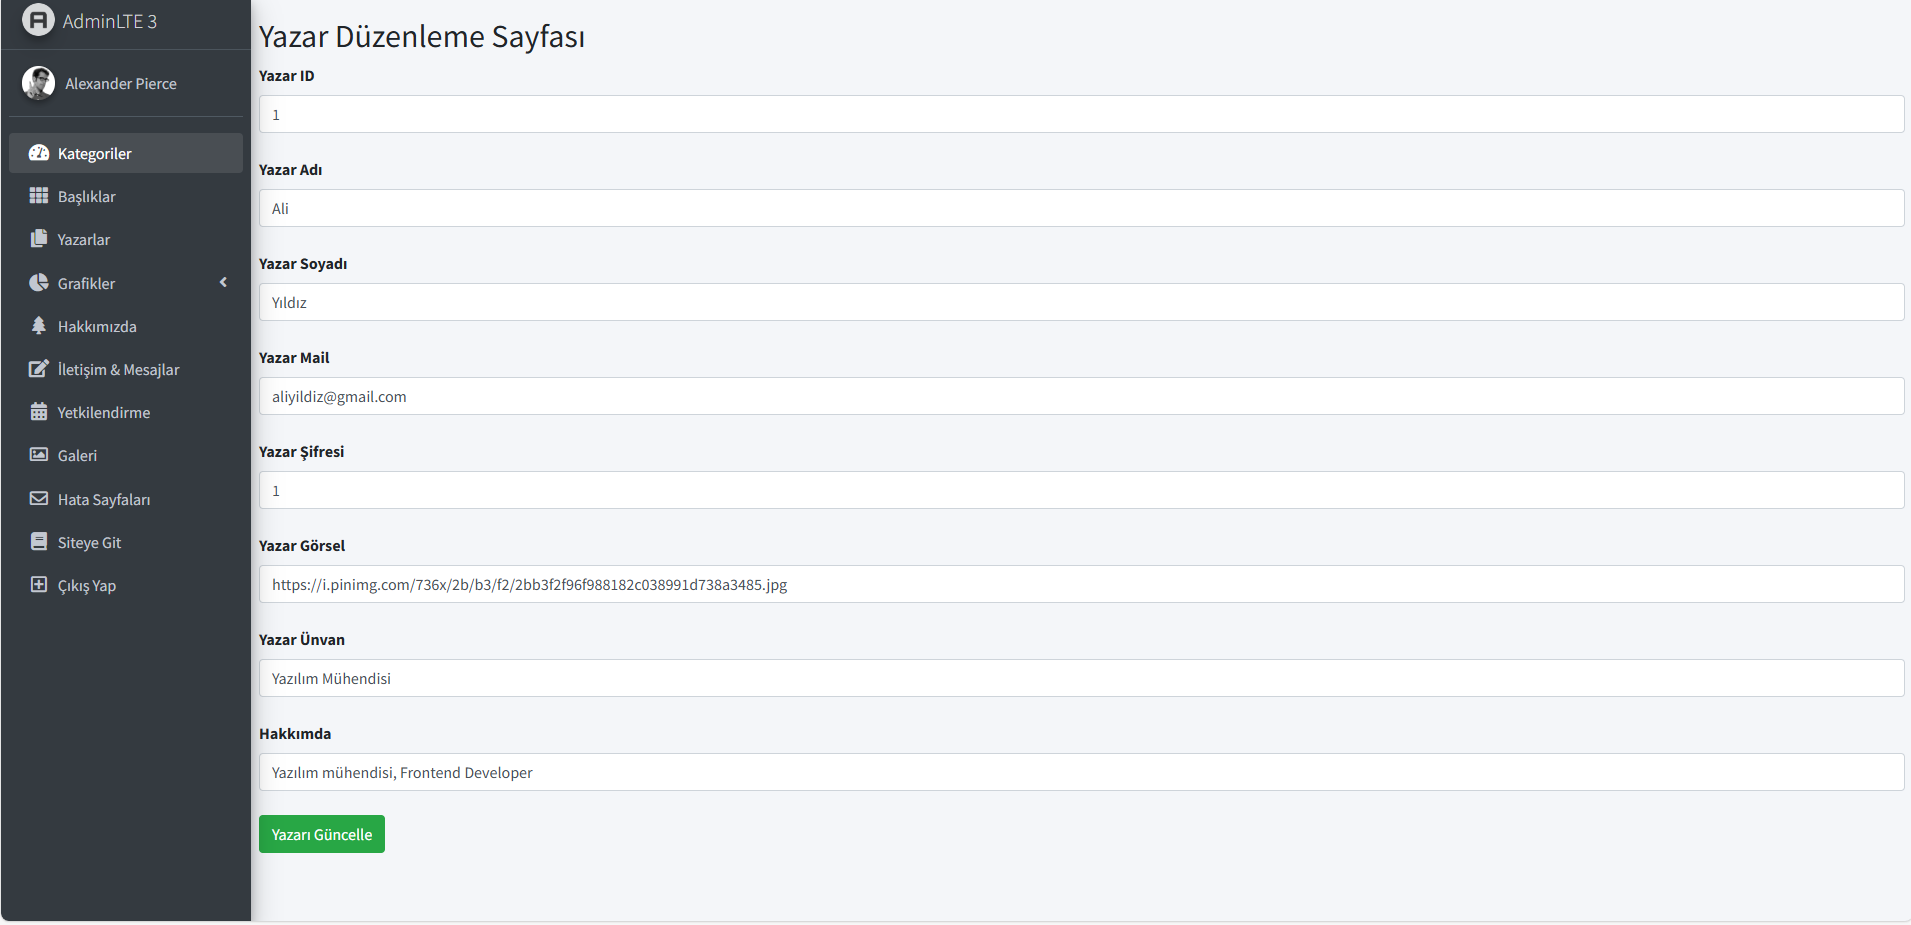 AdminLTE 3
Alexander Pierce
Kategoriler
Başlıklar
Yazarlar
Grafikler
Hakkımızda
İletişim & Mesajlar
Yetkilendirme
Galeri
Hata Sayfaları
Siteye Git
Çıkış Yap
Yazar Düzenleme Sayfası
Yazar ID
1
Yazar Adı
Ali
Yazar Soyadı
Yıldız
Yazar Mail
aliyildiz@gmail.com
Yazar Şifresi
1
Yazar Görsel
https://i.pinimg.com/736x/2b/b3/f2/2bb3f2f96f988182c038991d738a3485.jpg
Yazar Ünvan
Yazılım Mühendisi
Hakkımda
Yazılım mühendisi, Frontend Developer
Yazarı Güncelle